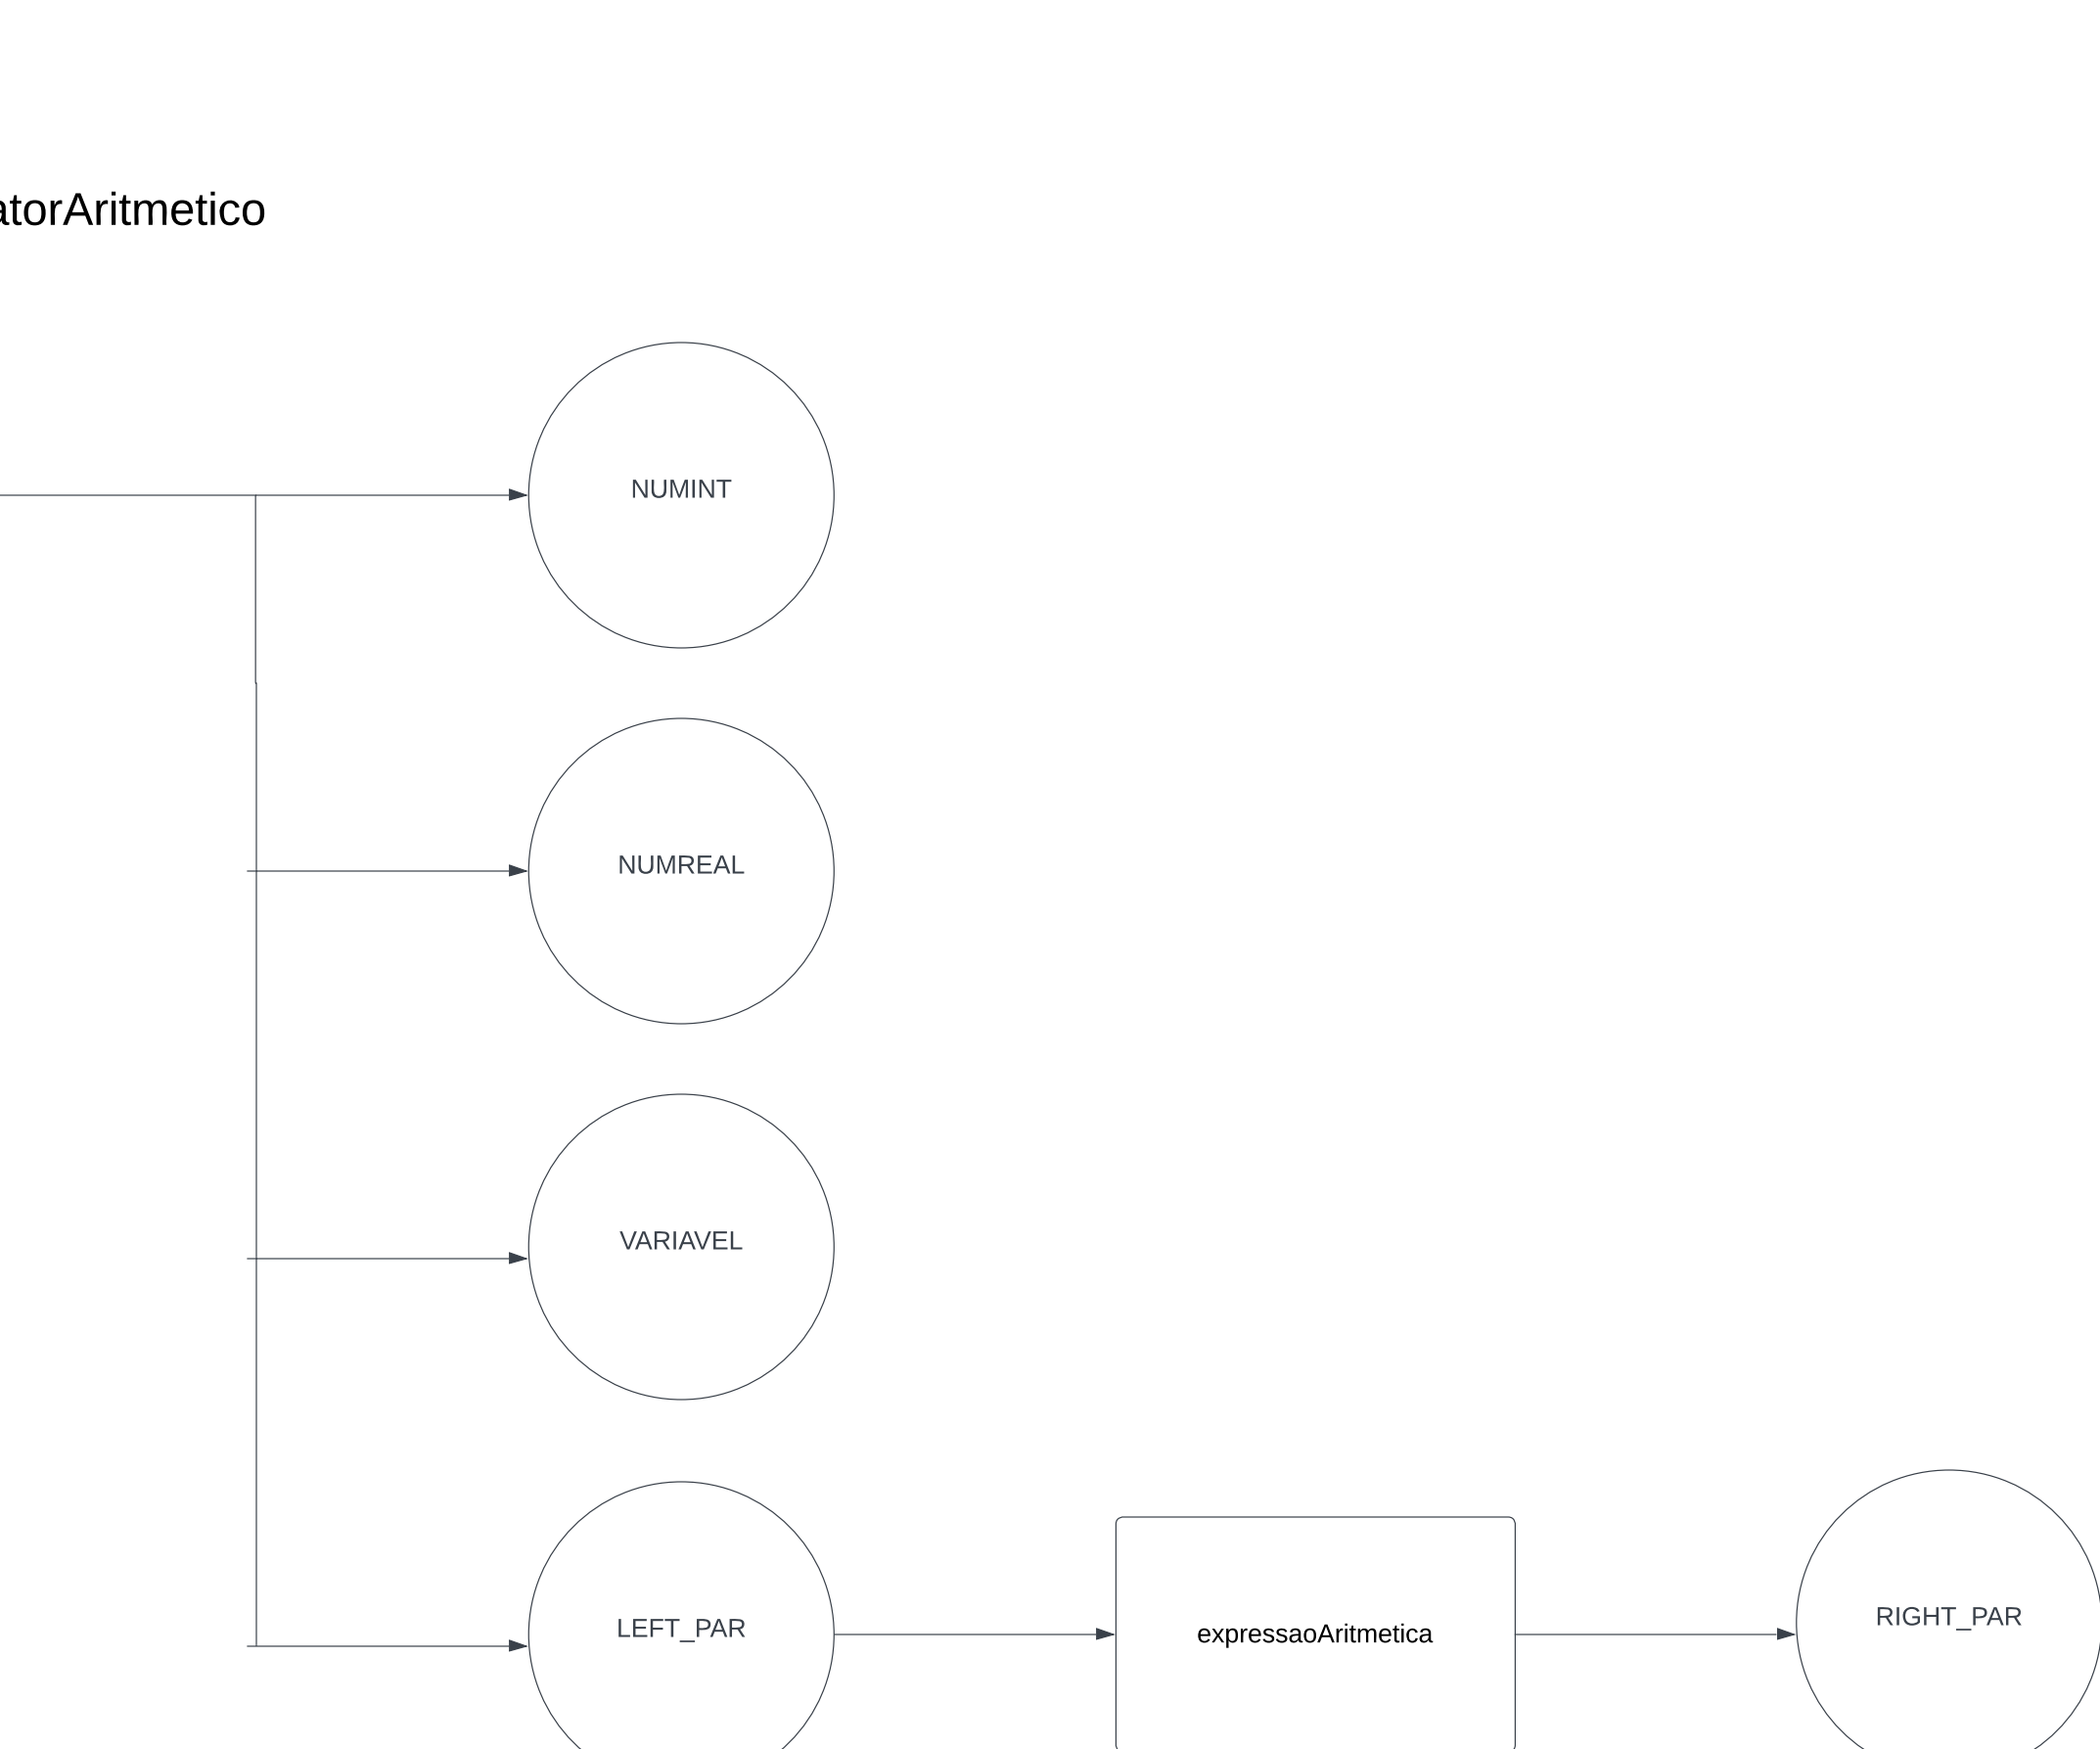 atorAritmetico
NUMINT
NUMREAL
VARIAVEL
LEFT_PAR
expressaoAritmetica
RIGHT_PAR